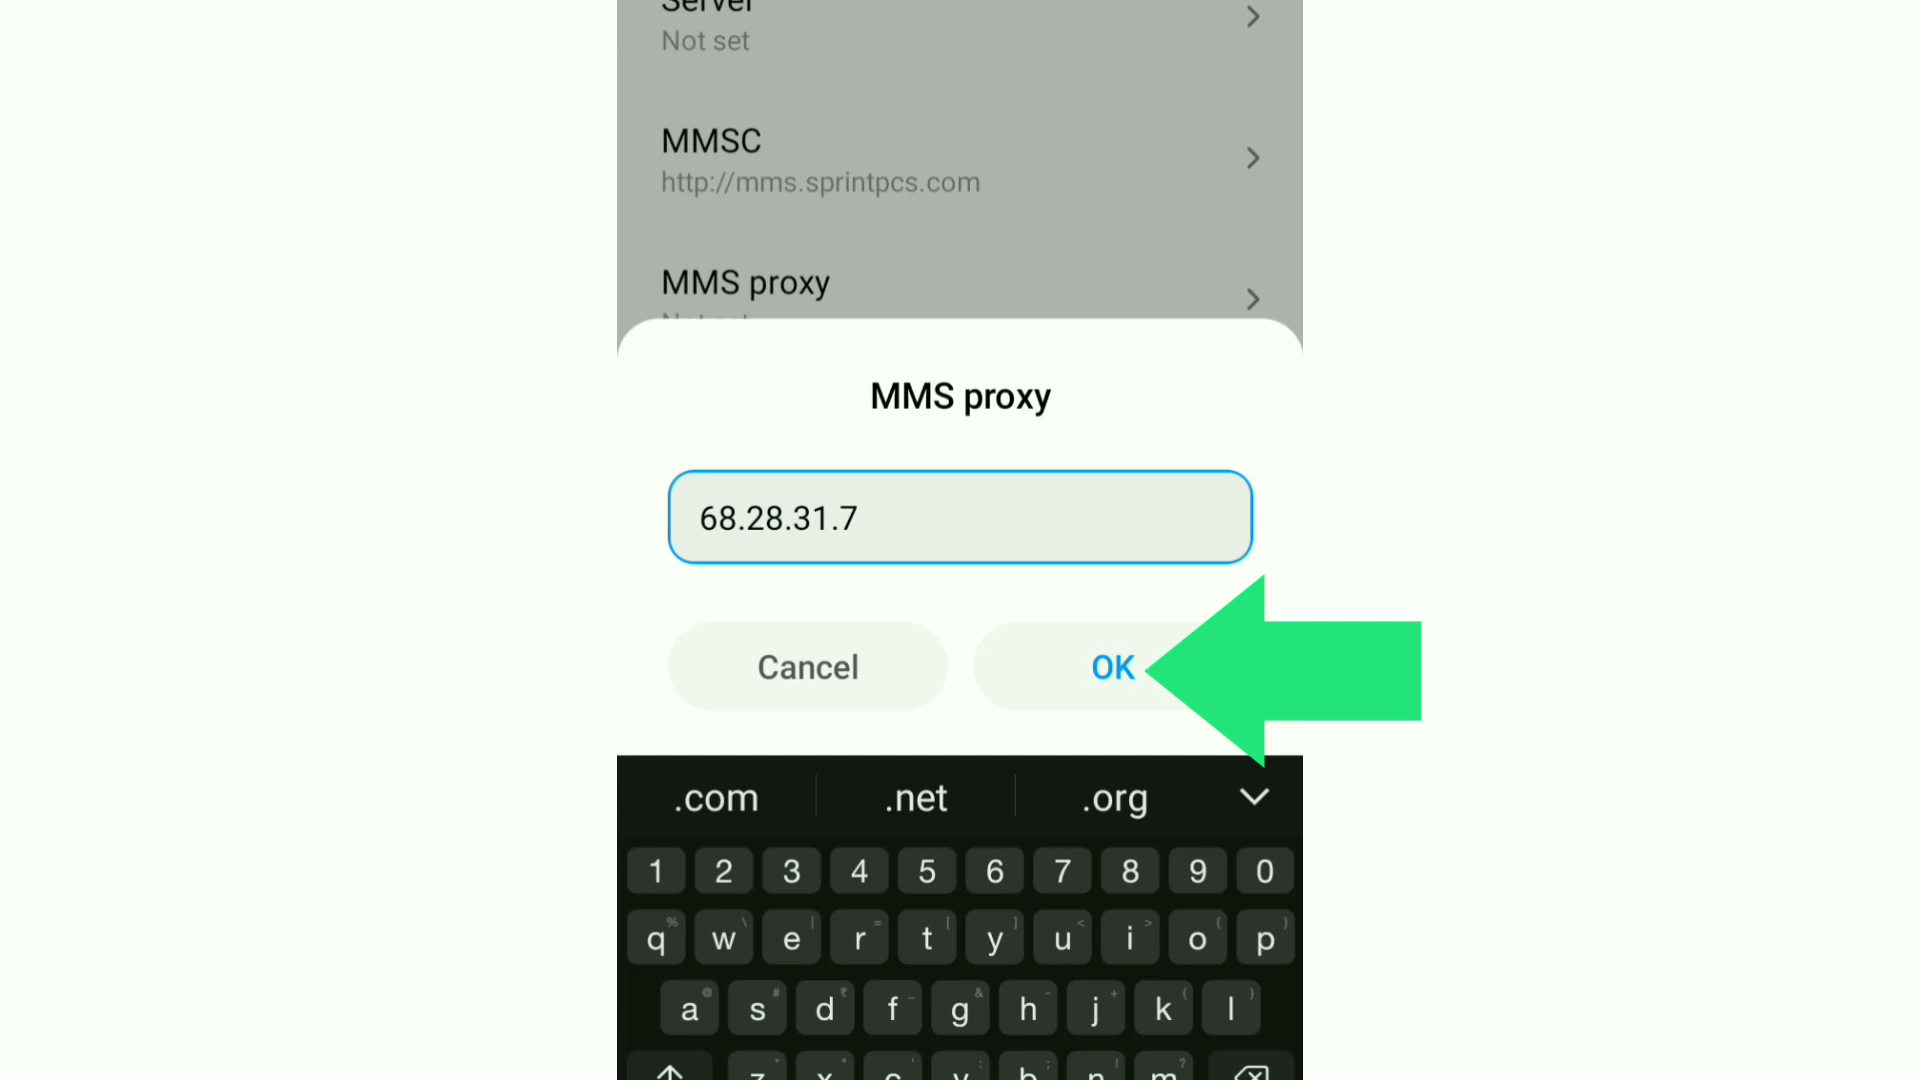 Server
Not set
MMSC
http://mms.sprintpcs.com
MMS proxy
MMS proxy
68.28.31.7
Cancel OK
.com .net .org
1 2 3 4 5 6 7 8 9 0
q w e r t y u i o p
a s d f g h j k l
z x c v b n m